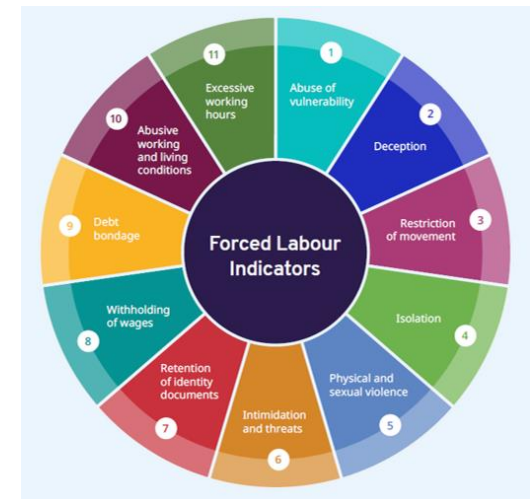 Forced Labour
Indicators
1
Abuse of
vulnerability
2
Deception
3
Restriction
of movement
4
Isolation
5
Physical and
sexual violence
6
Intimidation
and threats
7
Retention
of identity
documents
8
Withholding
of wages
9
Debt
bondage
10
Abusive
working
and living
conditions
11
Excessive
working
hours